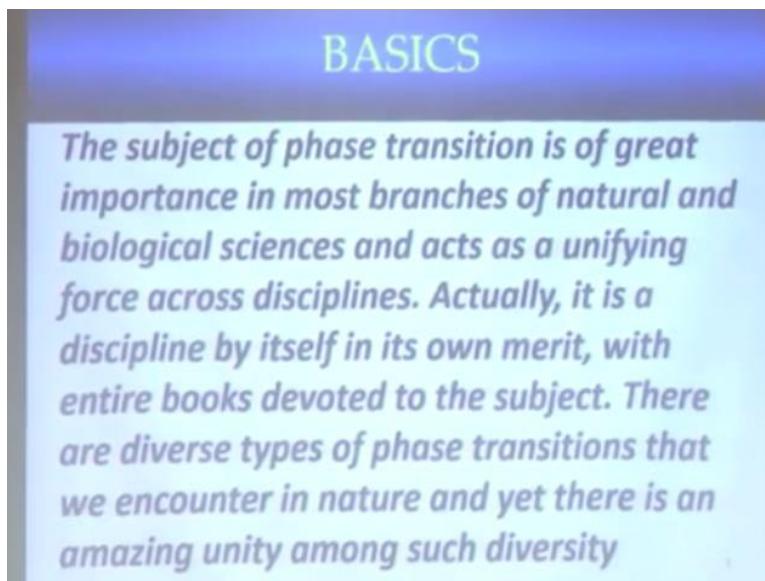 BASICS
The subject of phase transition is of great
importance in most branches of natural and
biological sciences and acts as a unifying
force across disciplines. Actually, it is a
discipline by itself in its own merit, with
entire books devoted to the subject. There
are diverse types of phase transitions that
we encounter in nature and yet there is an
amazing unity among such diversity